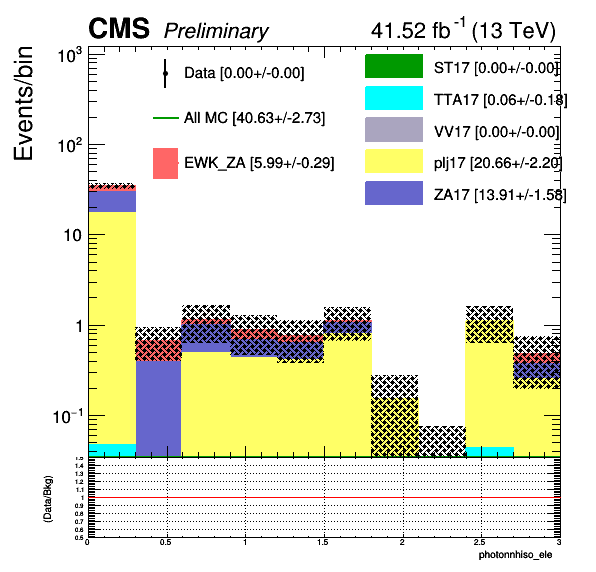 CMS Preliminary 41.52 fb⁻¹ (13 TeV)
Events/bin
10³
10²
10
1
10⁻¹
Data [0.00+/-0.00]
All MC [40.63+/-2.73]
EWK_ZA [5.99+/-0.29]
ST17 [0.00+/-0.00]
TTA17 [0.06+/-0.18]
VV17 [0.00+/-0.00]
plj17 [20.66+/-2.20]
ZA17 [13.91+/-1.58]
(Data/Bkg)
1.5
1.4
1.3
1.2
1.1
1
0.9
0.8
0.7
0.6
0.5
0 0.5 1 1.5 2 2.5 3
photonnhiso_ele